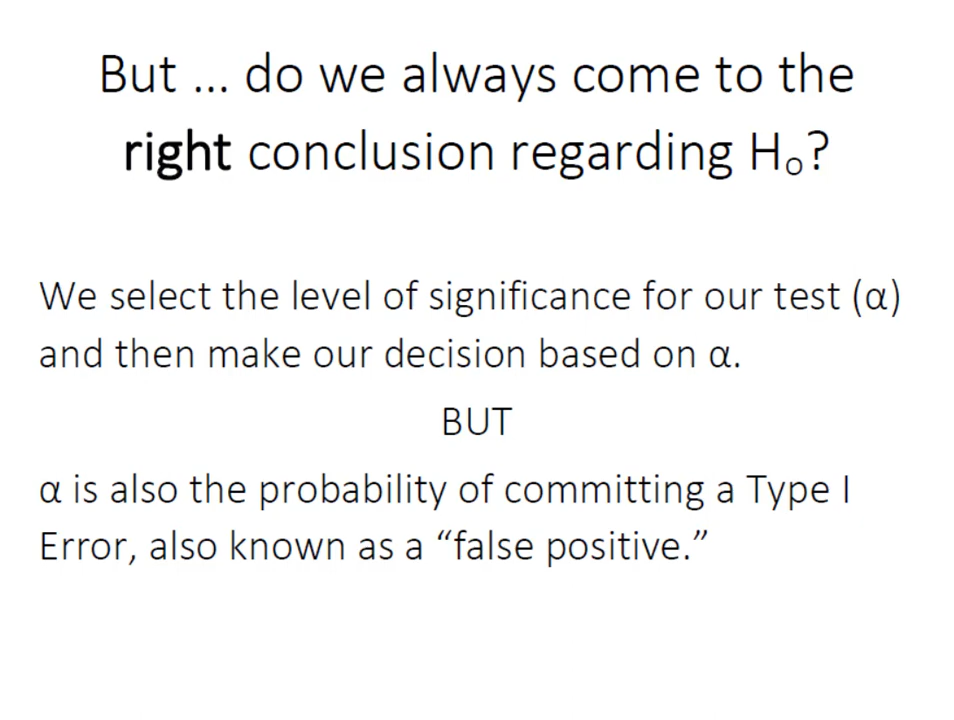 But … do we always come to the
right conclusion regarding Hₒ?
We select the level of significance for our test (α)
and then make our decision based on α.
BUT
α is also the probability of committing a Type I
Error, also known as a “false positive.”